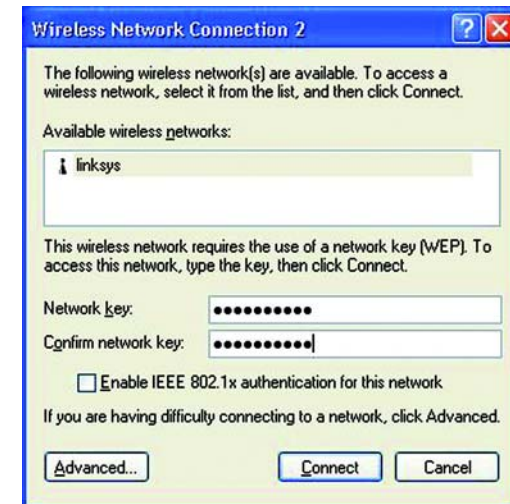 Wireless Network Connection 2
?
X
The following wireless network(s) are available. To access a
wireless network, select it from the list, and then click Connect.
Available wireless networks:
linksys
This wireless network requires the use of a network key (WEP). To
access this network, type the key, then click Connect.
Network key: ●●●●●●●●●●
Confirm network key: ●●●●●●●●●●
Enable IEEE 802.1x authentication for this network
If you are having difficulty connecting to a network, click Advanced.
Advanced... Connect Cancel